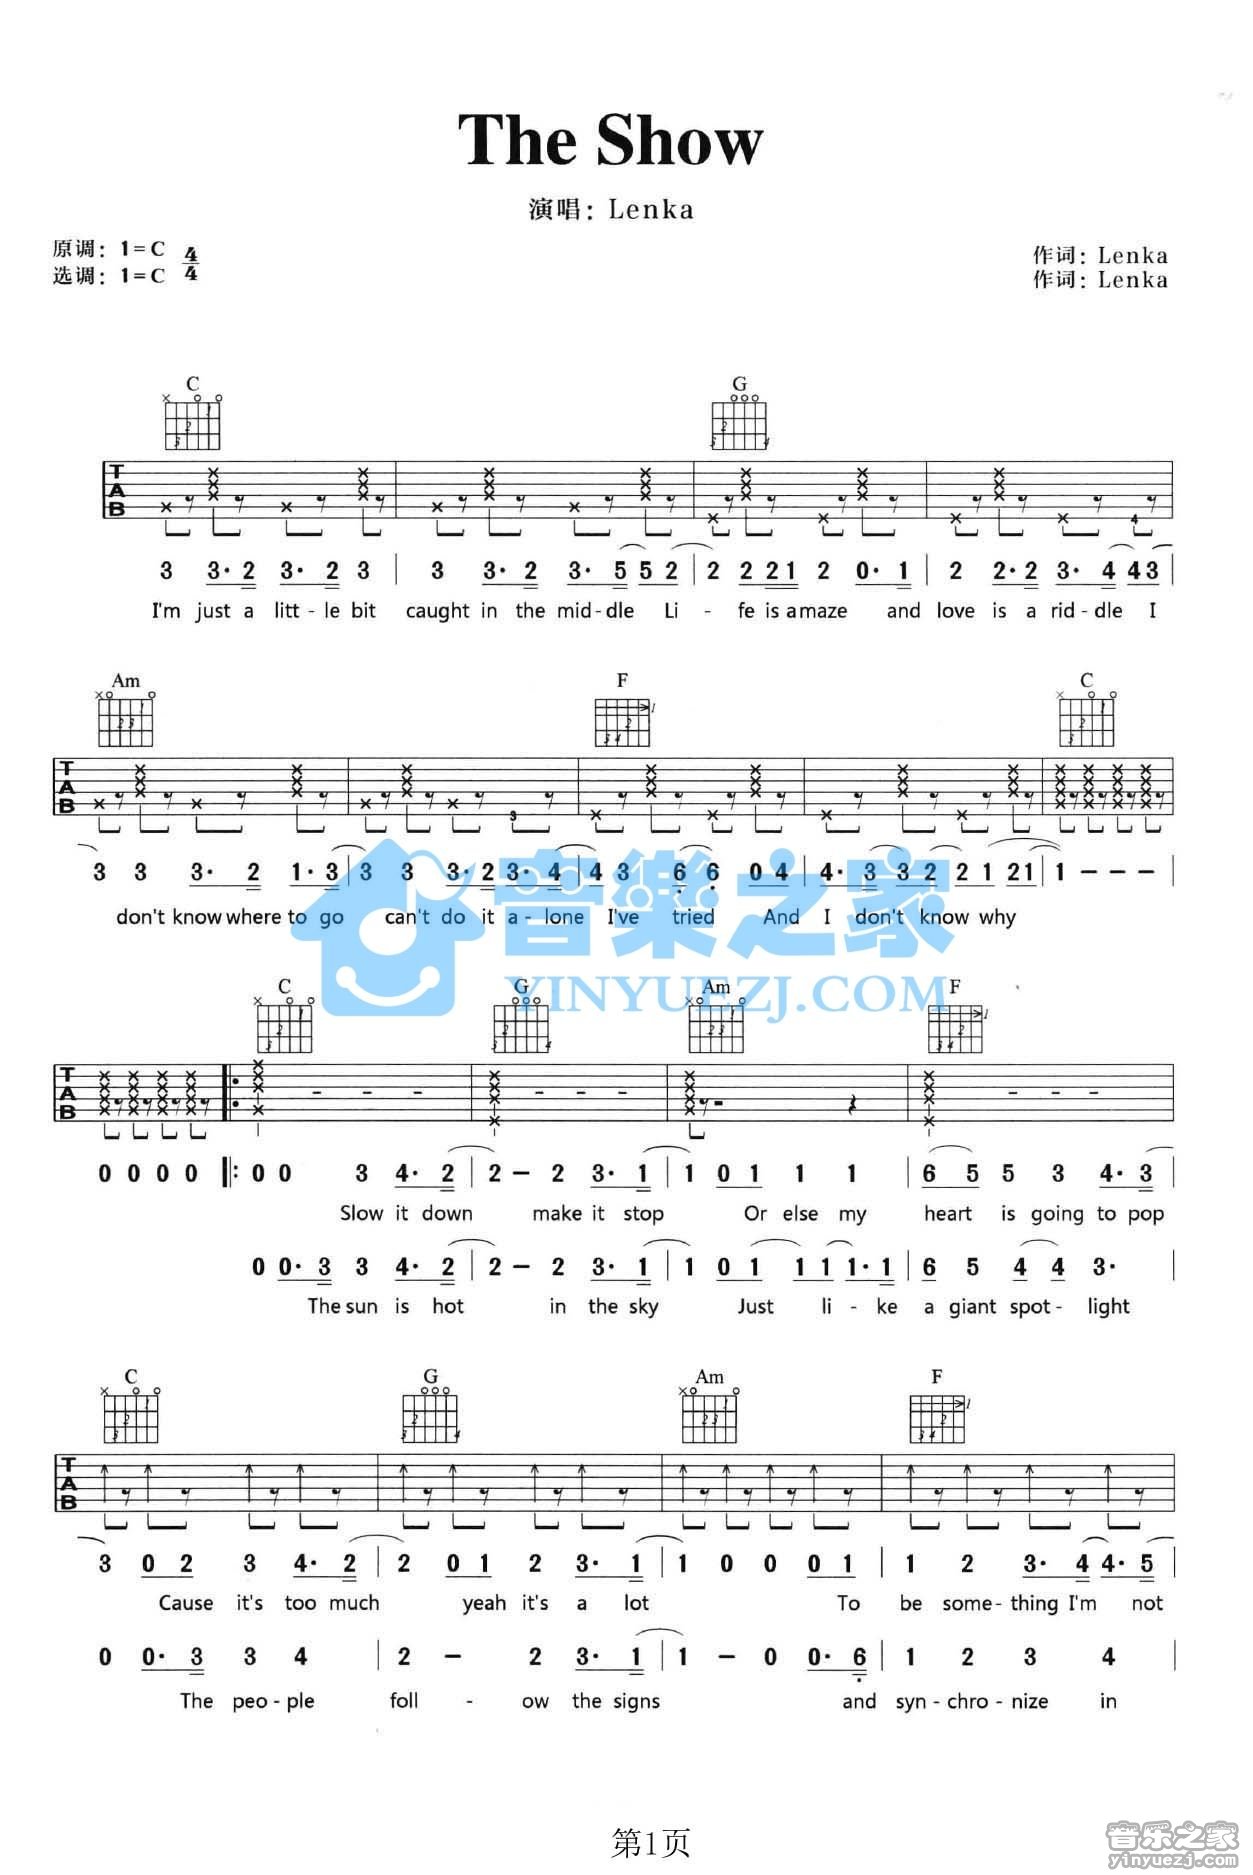 The Show
演唱：Lenka
原调：1=C 4/4
选调：1=C
作词：Lenka
作词：Lenka
C G
TAB
4
3 3· 2 3· 2 3 | 3 3· 2 3· 5 5 2 | 2 2 2 1 2 0· 1 | 2 2· 2 3· 4 4 3
I'm just a litt-le bit caught in the mid-dle Li - fe is a maze and love is a rid-dle I
Am F C
TAB
3
3 3 3· 2 1· 3 | 3 3 3· 2 3· 4 | 4 3 6 6 0 4 | 4· 3 3 2 2 1 2 1 | 1 - - -
don't know where to go can't do it a-lone I've tried And I don't know why
音樂之家
YINYUEZJ.COM
C G Am F
TAB
0 0 0 0 ‖: 0 0 3 4· 2 | 2 - 2 3· 1 | 1 0 1 1 1 | 6 5 5 3 4· 3 |
Slow it down make it stop Or else my heart is going to pop
0 0· 3 3 4· 2 | 2 - 2 3· 1 | 1 0 1 1 1 1· 1 | 6 5 4 4 3· |
The sun is hot in the sky Just li - ke a giant spot- light
C G Am F
TAB
3 0 2 3 4· 2 | 2 0 1 2 3· 1 | 1 0 0 0 1 | 1 2 3· 4 4· 5 |
Cause it's too much yeah it's a lot To be some-thing I'm not
0 0· 3 3 4 | 2 - 2 3· 1 | 1 - 0 0· 6 | 1 2 3 4 |
The peo-ple foll - ow the signs and syn-chro-nize in
第1页
音乐之家
yinyuezj.com